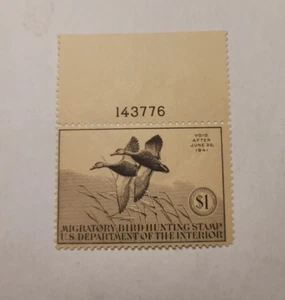 143776
VOID
AFTER
JUNE 30,
1941
$1
MIGRATORY BIRD HUNTING STAMP
U.S. DEPARTMENT OF THE INTERIOR